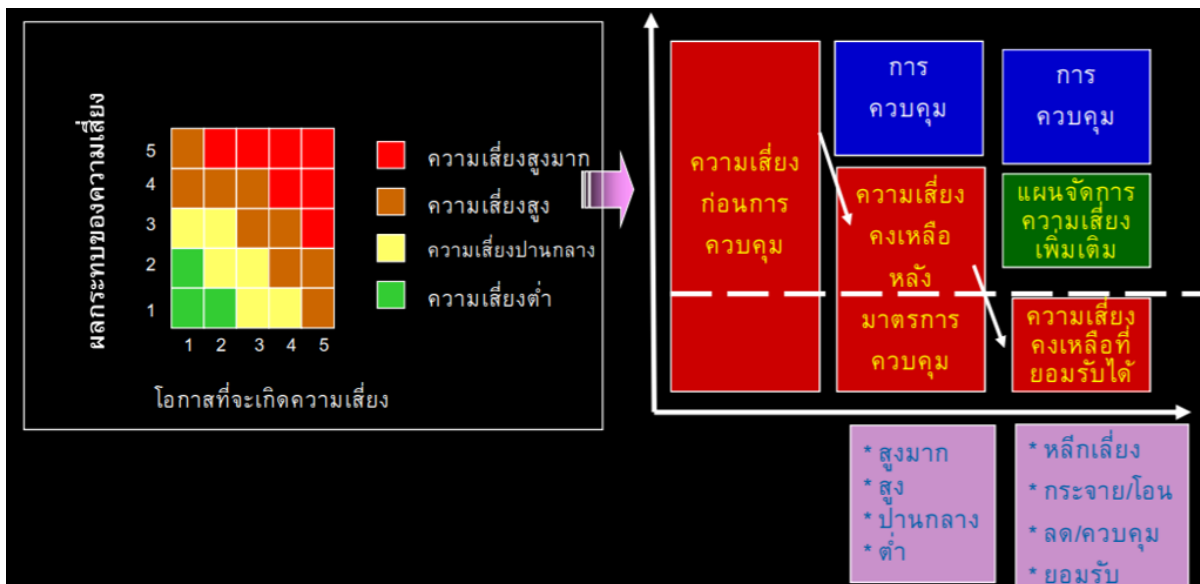 ผลกระทบของความเสี่ยง
5
4
3
2
1
1 2 3 4 5
โอกาสที่จะเกิดความเสี่ยง
ความเสี่ยงสูงมาก
ความเสี่ยงสูง
ความเสี่ยงปานกลาง
ความเสี่ยงต่ำ
ความเสี่ยง
ก่อนการ
ควบคุม
การ
ควบคุม
ความเสี่ยง
คงเหลือ
หลัง
มาตรการ
ควบคุม
การ
ควบคุม
แผนจัดการ
ความเสี่ยง
เพิ่มเติม
ความเสี่ยง
คงเหลือที่
ยอมรับได้
* สูงมาก
* สูง
* ปานกลาง
* ต่ำ
* หลีกเลี่ยง
* กระจาย/โอน
* ลด/ควบคุม
* ยอมรับ